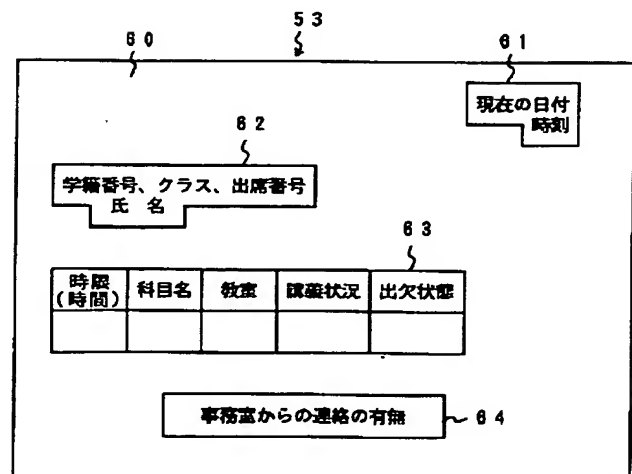 60
53
61
現在の日付
時刻
62
学籍番号、クラス、出席番号
氏 名
63
時限
(時間)
科目名
教室
講義状況
出欠状態
事務室からの連絡の有無
64